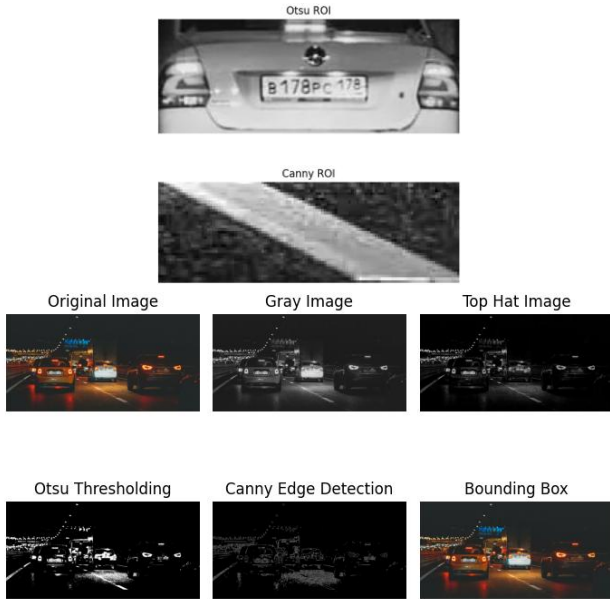 Otsu ROI
В178РС 178
Canny ROI
Original Image
Gray Image
Top Hat Image
Otsu Thresholding
Canny Edge Detection
Bounding Box